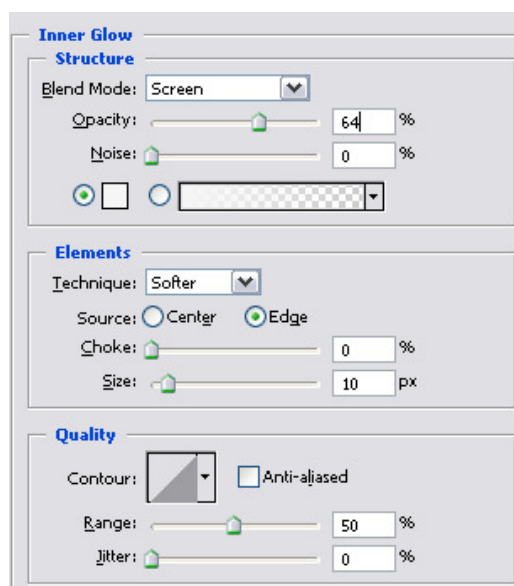 Inner Glow
Structure
Blend Mode: Screen
Opacity: 64 %
Noise: 0 %
Elements
Technique: Softer
Source: Center Edge
Choke: 0 %
Size: 10 px
Quality
Contour: Anti-aliased
Range: 50 %
Jitter: 0 %